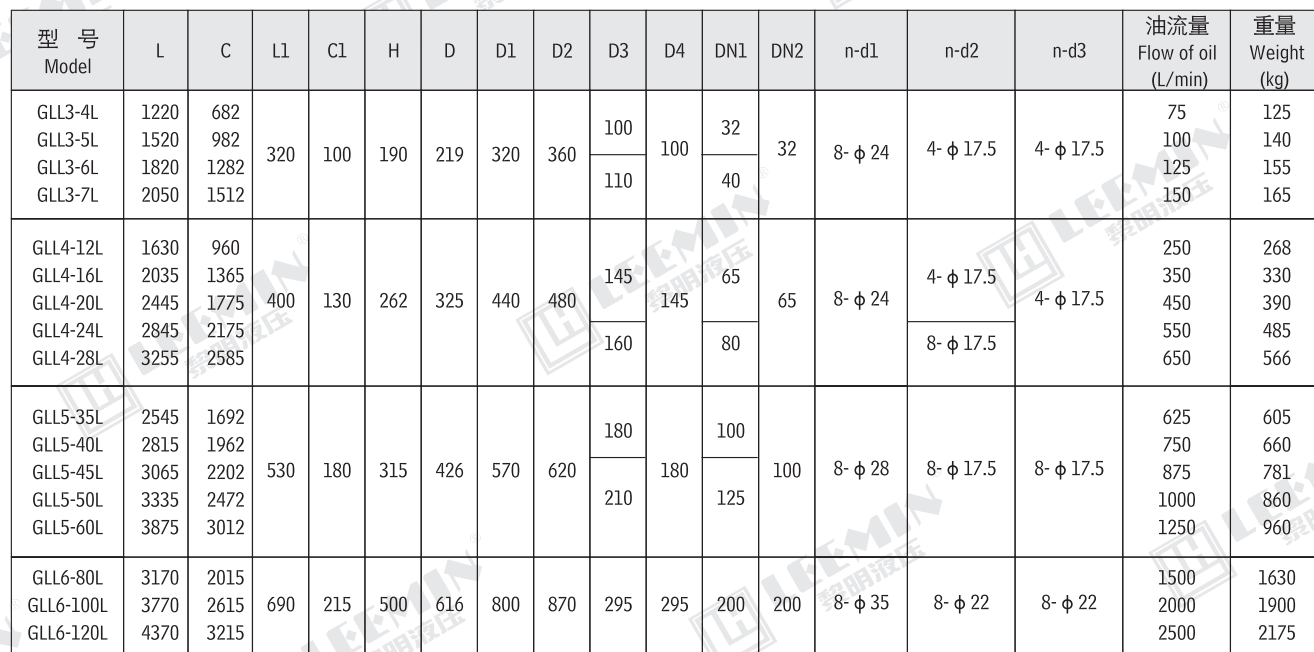 型 号 Model L C L1 C1 H D D1 D2 D3 D4 DN1 DN2 n-d1 n-d2 n-d3 油流量 Flow of oil (L/min) 重量 Weight (kg)
GLL3-4L 1220 682 320 100 190 219 320 360 100 100 32 32 8-ϕ24 4-ϕ17.5 4-ϕ17.5 75 125
GLL3-5L 1520 982 100 140
GLL3-6L 1820 1282 110 40 125 155
GLL3-7L 2050 1512 150 165
GLL4-12L 1630 960 400 130 262 325 440 480 145 145 65 65 8-ϕ24 4-ϕ17.5 4-ϕ17.5 250 268
GLL4-16L 2035 1365 350 330
GLL4-20L 2445 1775 450 390
GLL4-24L 2845 2175 160 80 8-ϕ17.5 550 485
GLL4-28L 3255 2585 650 566
GLL5-35L 2545 1692 530 180 315 426 570 620 180 180 100 100 8-ϕ28 8-ϕ17.5 8-ϕ17.5 625 605
GLL5-40L 2815 1962 750 660
GLL5-45L 3065 2202 210 125 875 781
GLL5-50L 3335 2472 1000 860
GLL5-60L 3875 3012 1250 960
GLL6-80L 3170 2015 690 215 500 616 800 870 295 295 200 200 8-ϕ35 8-ϕ22 8-ϕ22 1500 1630
GLL6-100L 3770 2615 2000 1900
GLL6-120L 4370 3215 2500 2175
LEEMIN®
黎明液压